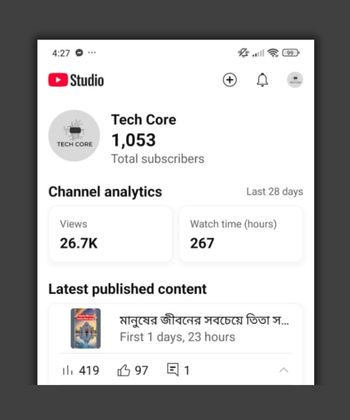 4:27
99
Studio
Tech Core
1,053
Total subscribers
TECH CORE
Channel analytics
Last 28 days
Views
26.7K
Watch time (hours)
267
Latest published content
মানুষের জীবনের সবচেয়ে তিতা স...
First 1 days, 23 hours
419
97
1